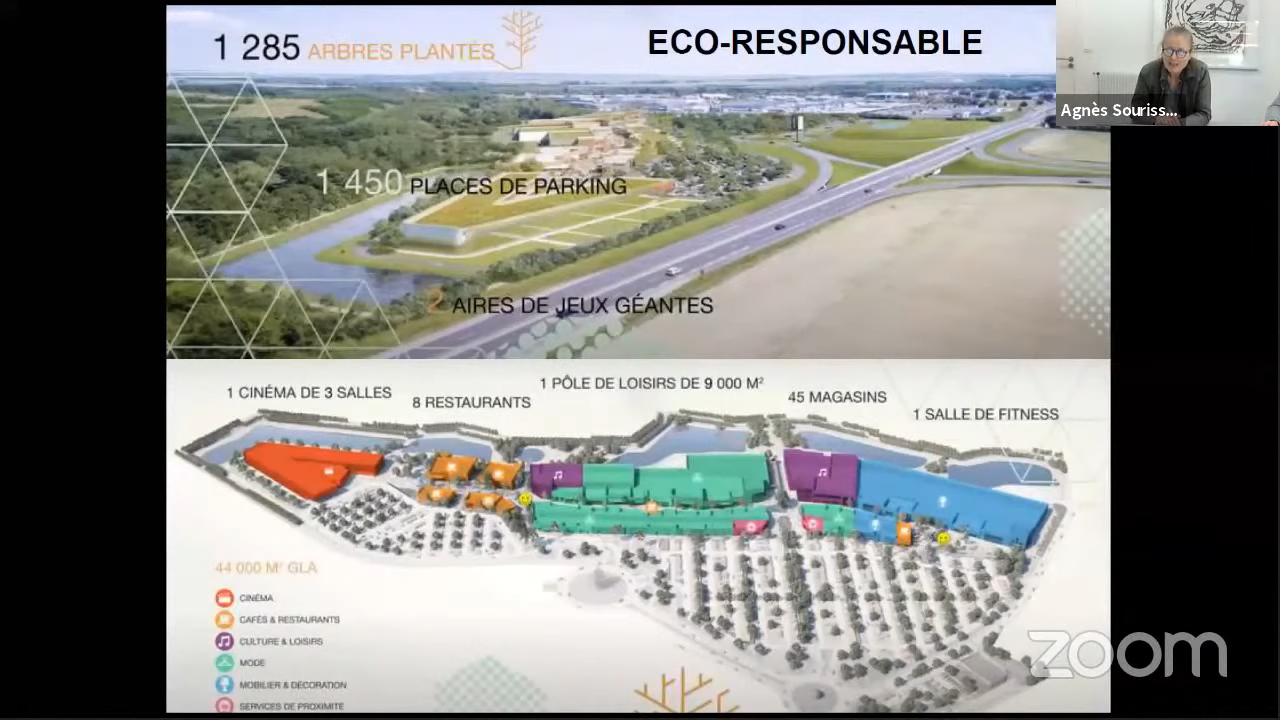 1 285 ARBRES PLANTÉS
ECO-RESPONSABLE
Agnès Souriss...
1 450 PLACES DE PARKING
2 AIRES DE JEUX GÉANTES
1 CINÉMA DE 3 SALLES
8 RESTAURANTS
1 PÔLE DE LOISIRS DE 9 000 M²
45 MAGASINS
1 SALLE DE FITNESS
44 000 M² GLA
CINÉMA
CAFÉS & RESTAURANTS
CULTURE & LOISIRS
MODE
MOBILIER & DÉCORATION
SERVICES DE PROXIMITÉ
zoom